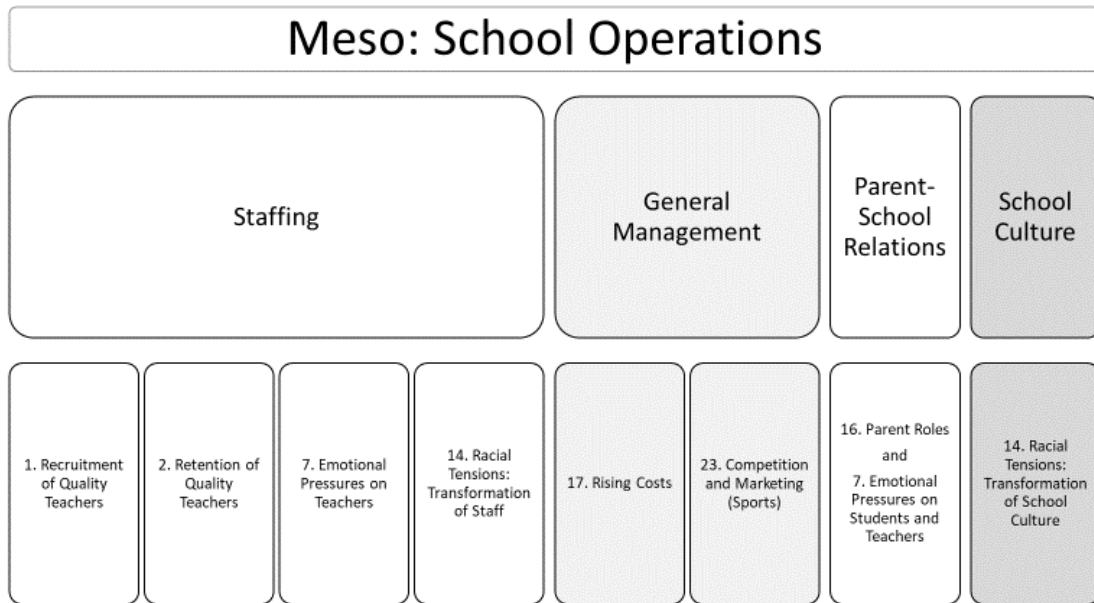 Meso: School Operations
Staffing
General
Management
Parent-
School
Relations
School
Culture
1. Recruitment
of Quality
Teachers
2. Retention of
Quality
Teachers
7. Emotional
Pressures on
Teachers
14. Racial
Tensions:
Transformation
of Staff
17. Rising Costs
23. Competition
and Marketing
(Sports)
16. Parent Roles
and
7. Emotional
Pressures on
Students and
Teachers
14. Racial
Tensions:
Transformation
of School
Culture